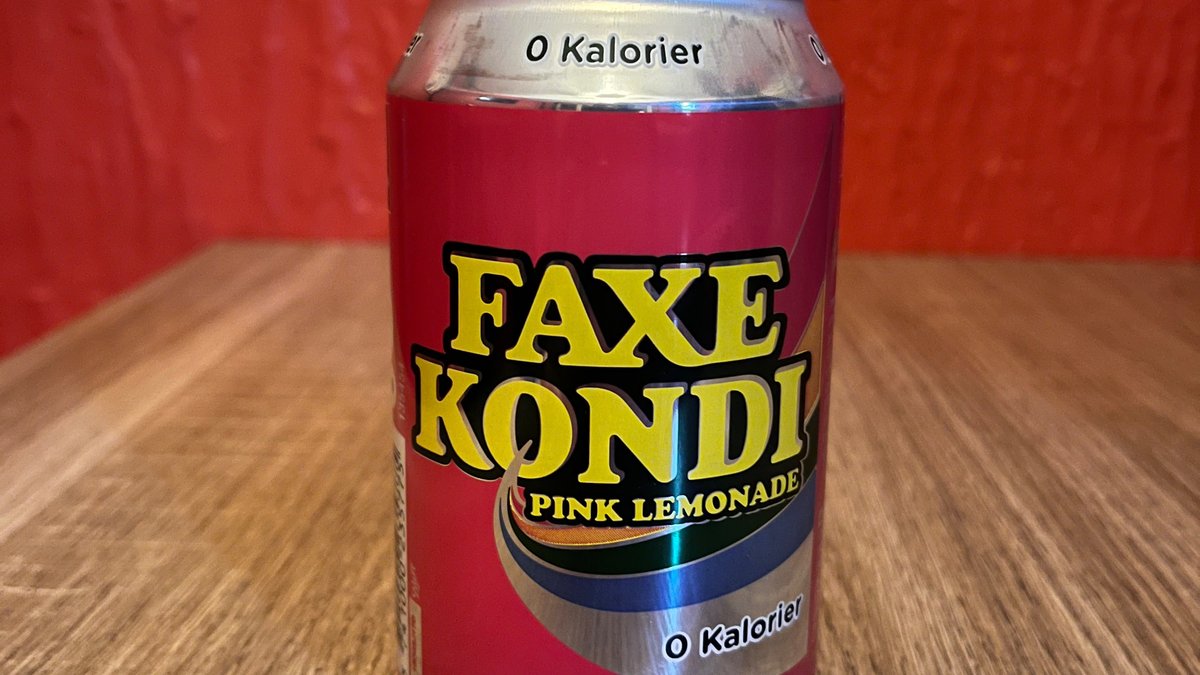 0 Kalorier
FAXE
KONDI
PINK LEMONADE
0 Kalorier